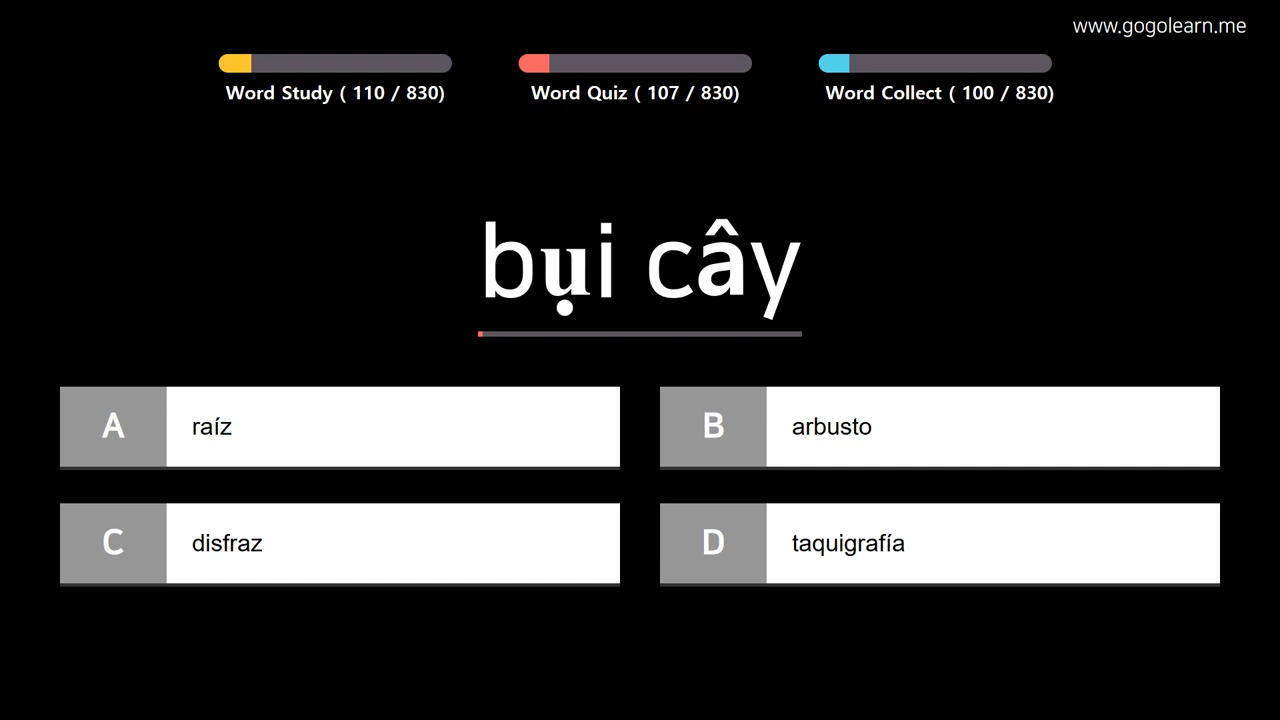 www.gogolearn.me
Word Study ( 110 / 830)
Word Quiz ( 107 / 830)
Word Collect ( 100 / 830)
bụi cây
A
raíz
B
arbusto
C
disfraz
D
taquigrafía